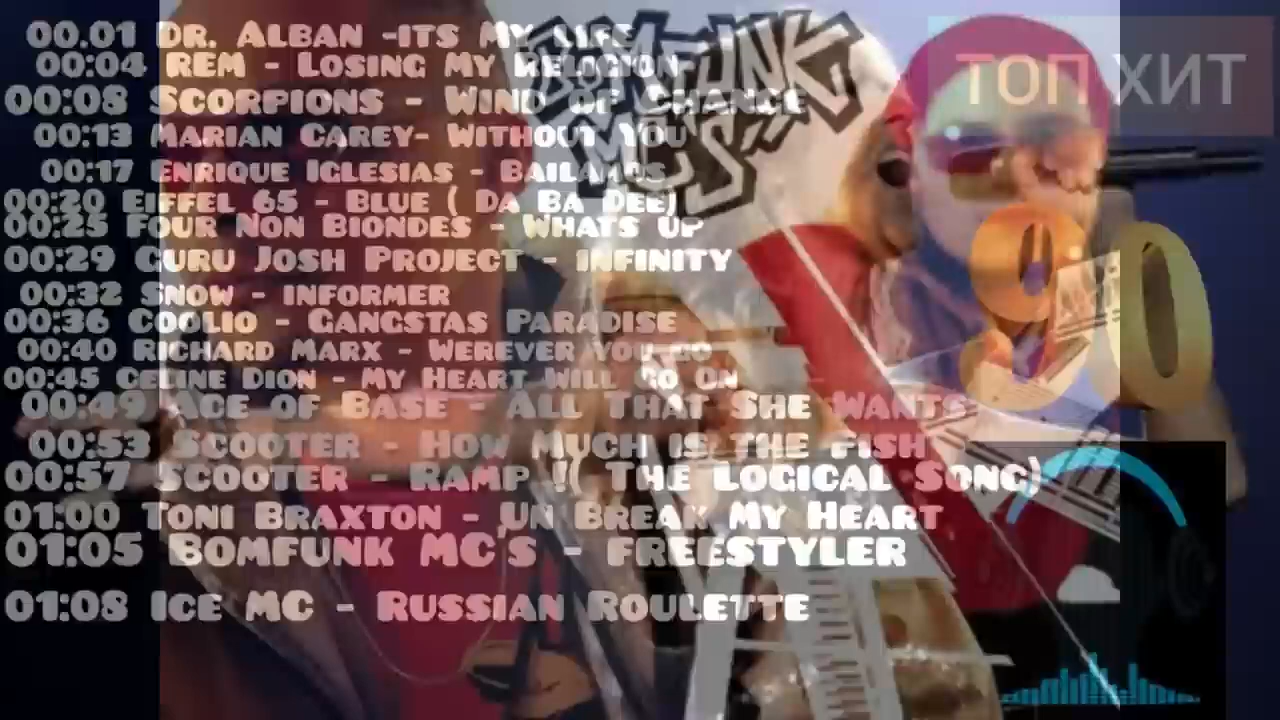 00.01 Dr. Alban -its My Life
00:04 REM - Losing My Religion
00:08 Scorpions - Wind of Change
00:13 Marian Carey- Without You
00:17 Enrique Iglesias - Bailamos
00:20 Eiffel 65 - Blue ( Da Ba Dee)
00:25 Four Non Biondes - Whats Up
00:29 Guru Josh Project - infinity
00:32 Snow - informer
00:36 Coolio - Gangstas Paradise
00:40 Richard Marx - Werever You Go
00:45 Celine Dion - My Heart Will Go On
00:49 Ace of Base - All That She Wants
00:53 Scooter - How Much is the fish
00:57 Scooter - Ramp !( The Logical Song)
01:00 Toni Braxton - Un Break My Heart
01:05 Bomfunk MC's - freestyler
01:08 Ice MC - Russian Roulette
BOMFUNK
MC'S
ТОП ХИТ
90